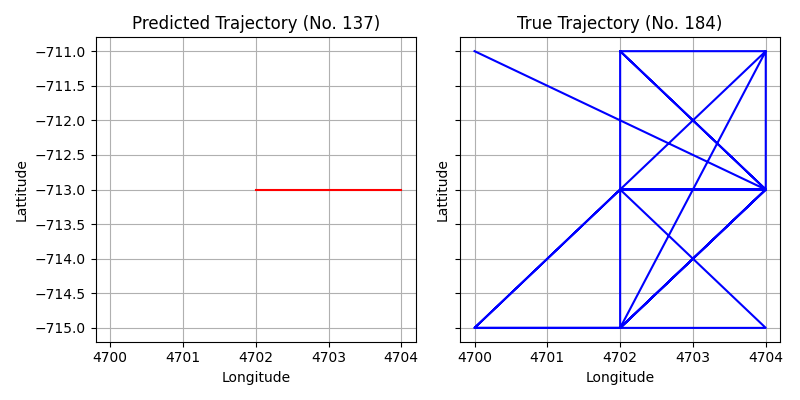 Predicted Trajectory (No. 137)
True Trajectory (No. 184)
−711.0
−711.5
−712.0
−712.5
−713.0
−713.5
−714.0
−714.5
−715.0
Lattitude
Lattitude
4700 4701 4702 4703 4704
4700 4701 4702 4703 4704
Longitude
Longitude